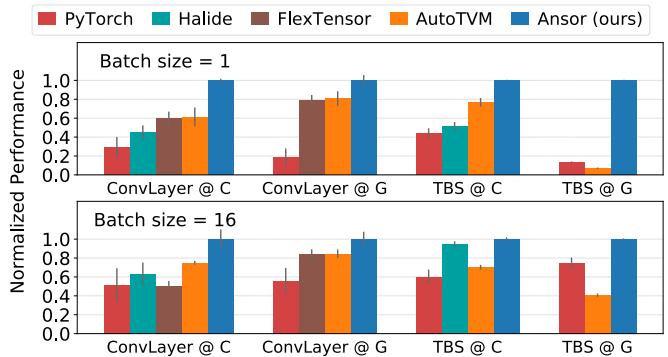 PyTorch Halide FlexTensor AutoTVM Ansor (ours)
Normalized Performance
Batch size = 1
1.0
0.8
0.6
0.4
0.2
0.0
ConvLayer @ C ConvLayer @ G TBS @ C TBS @ G
Batch size = 16
1.0
0.8
0.6
0.4
0.2
0.0
ConvLayer @ C ConvLayer @ G TBS @ C TBS @ G